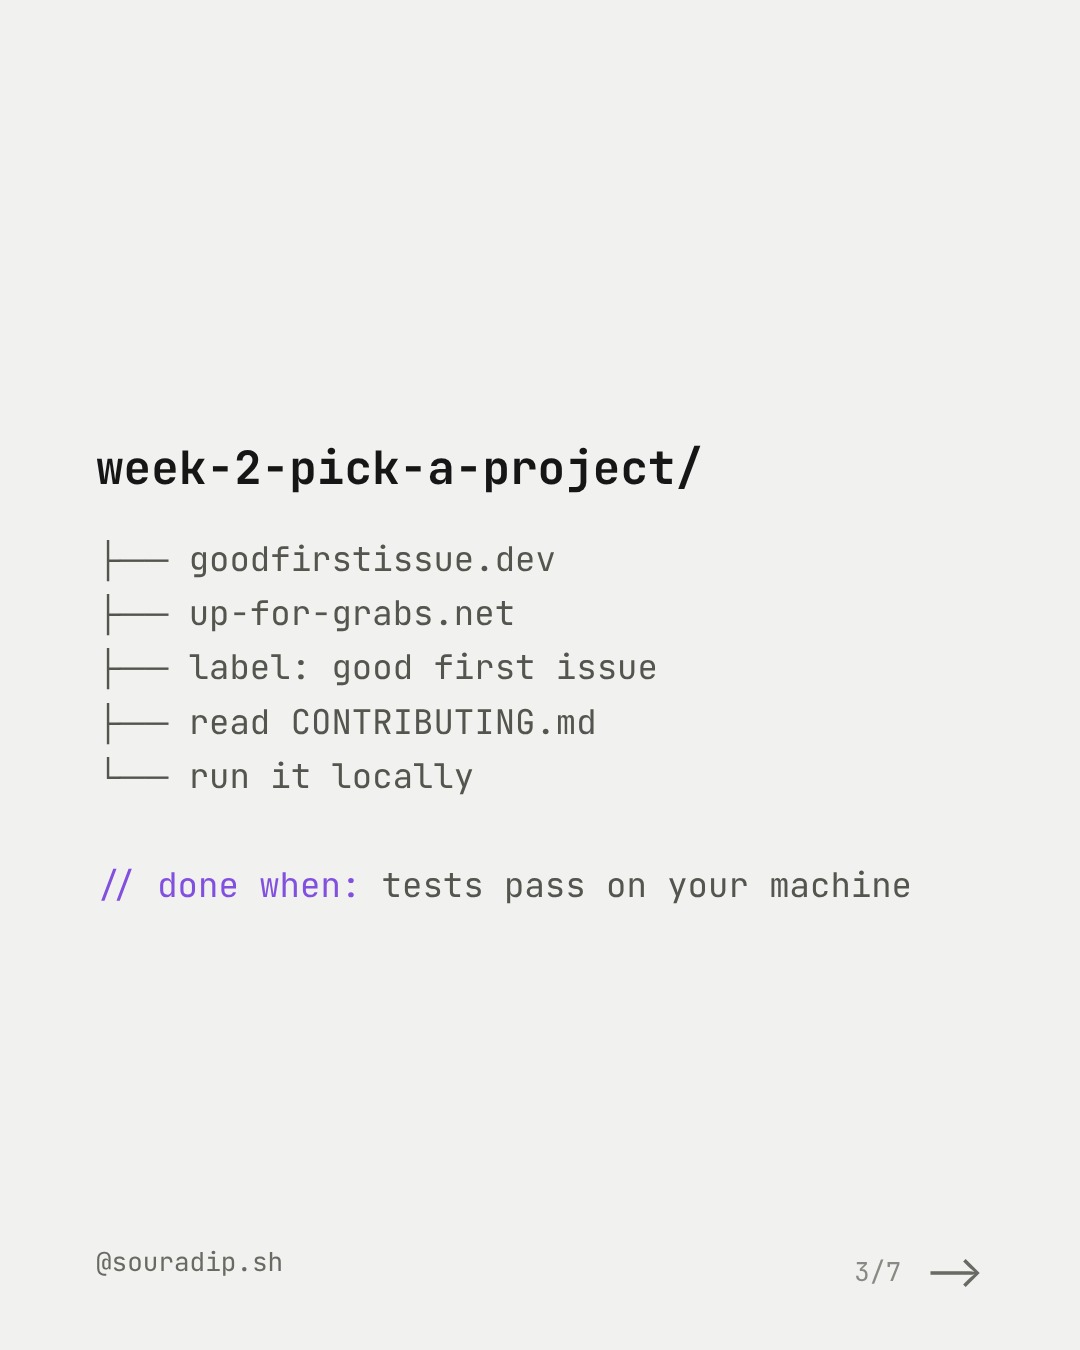 week-2-pick-a-project/
├── goodfirstissue.dev
├── up-for-grabs.net
├── label: good first issue
├── read CONTRIBUTING.md
└── run it locally
// done when: tests pass on your machine
@souradip.sh
3/7 →